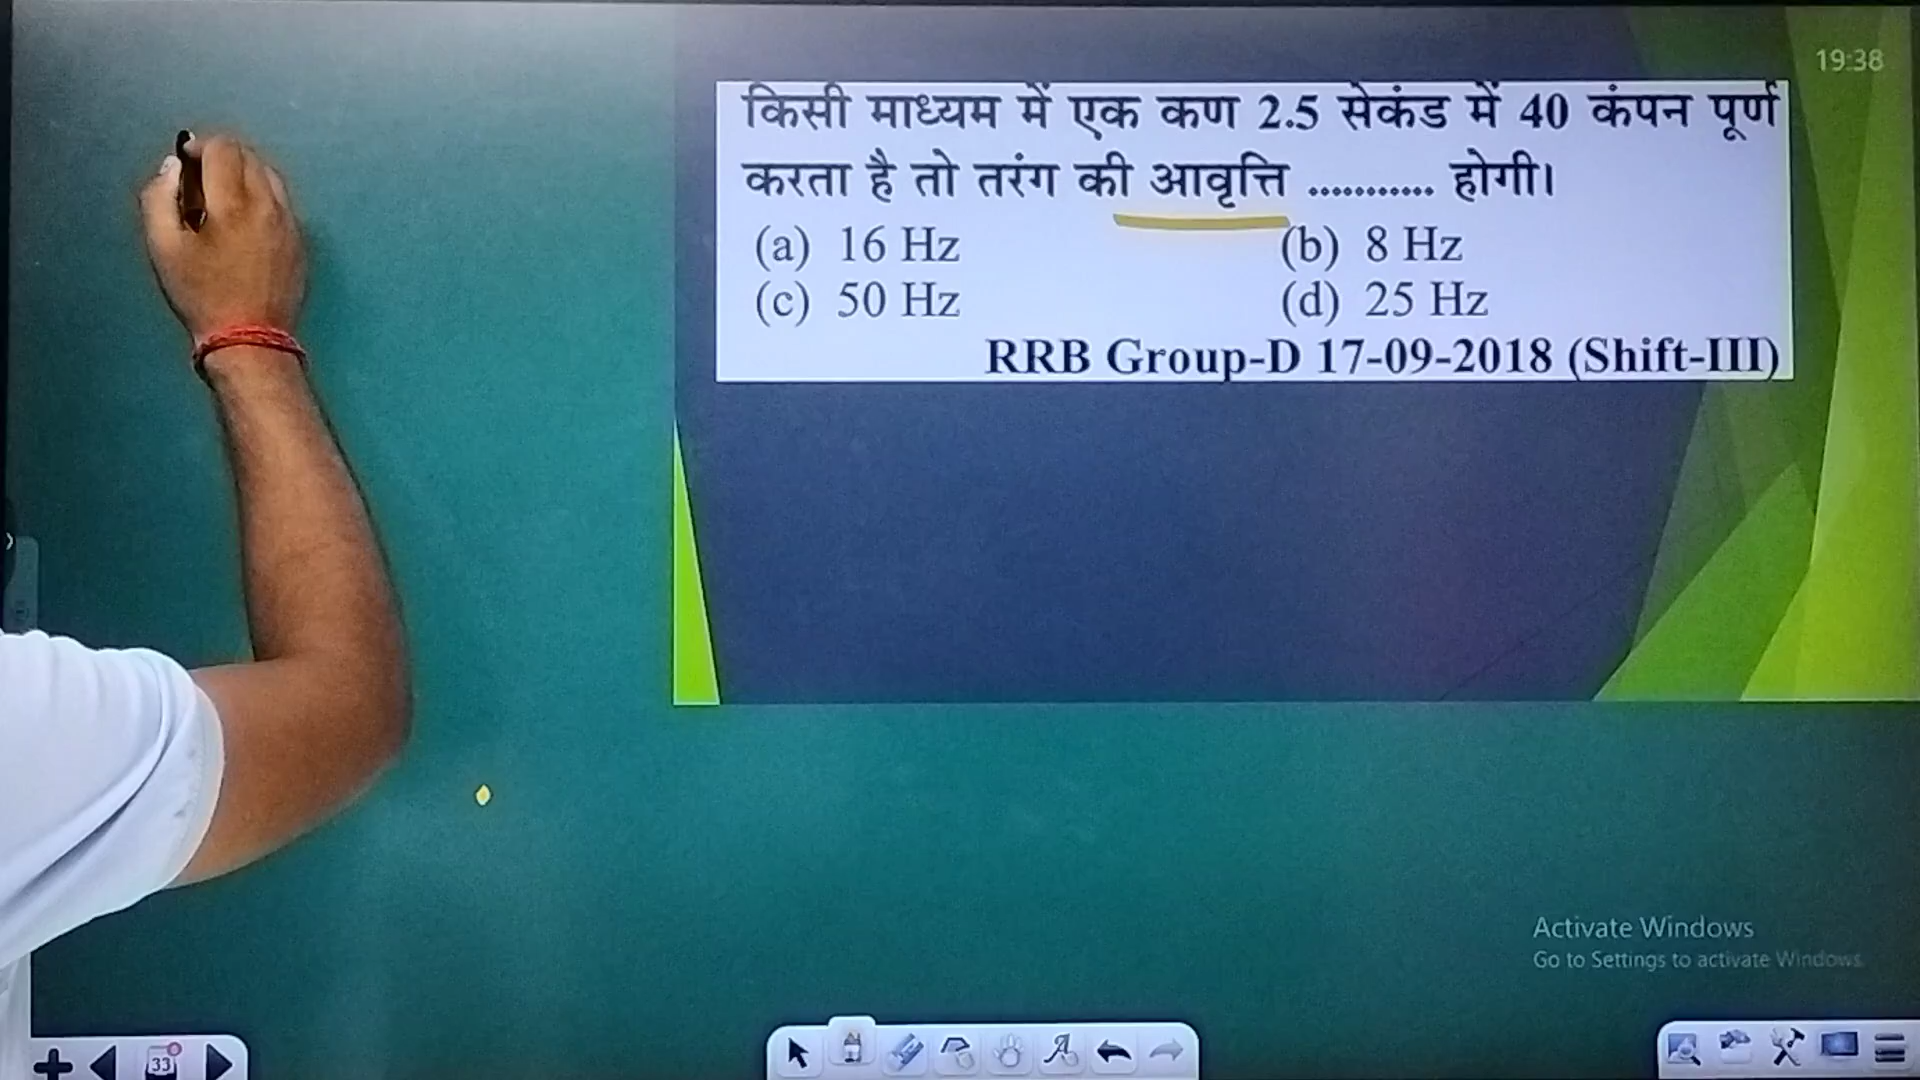 19:38
किसी माध्यम में एक कण 2.5 सेकंड में 40 कंपन पूर्ण
करता है तो तरंग की आवृत्ति ............ होगी।
(a) 16 Hz (b) 8 Hz
(c) 50 Hz (d) 25 Hz
RRB Group-D 17-09-2018 (Shift-III)
Activate Windows
Go to Settings to activate Windows.
33